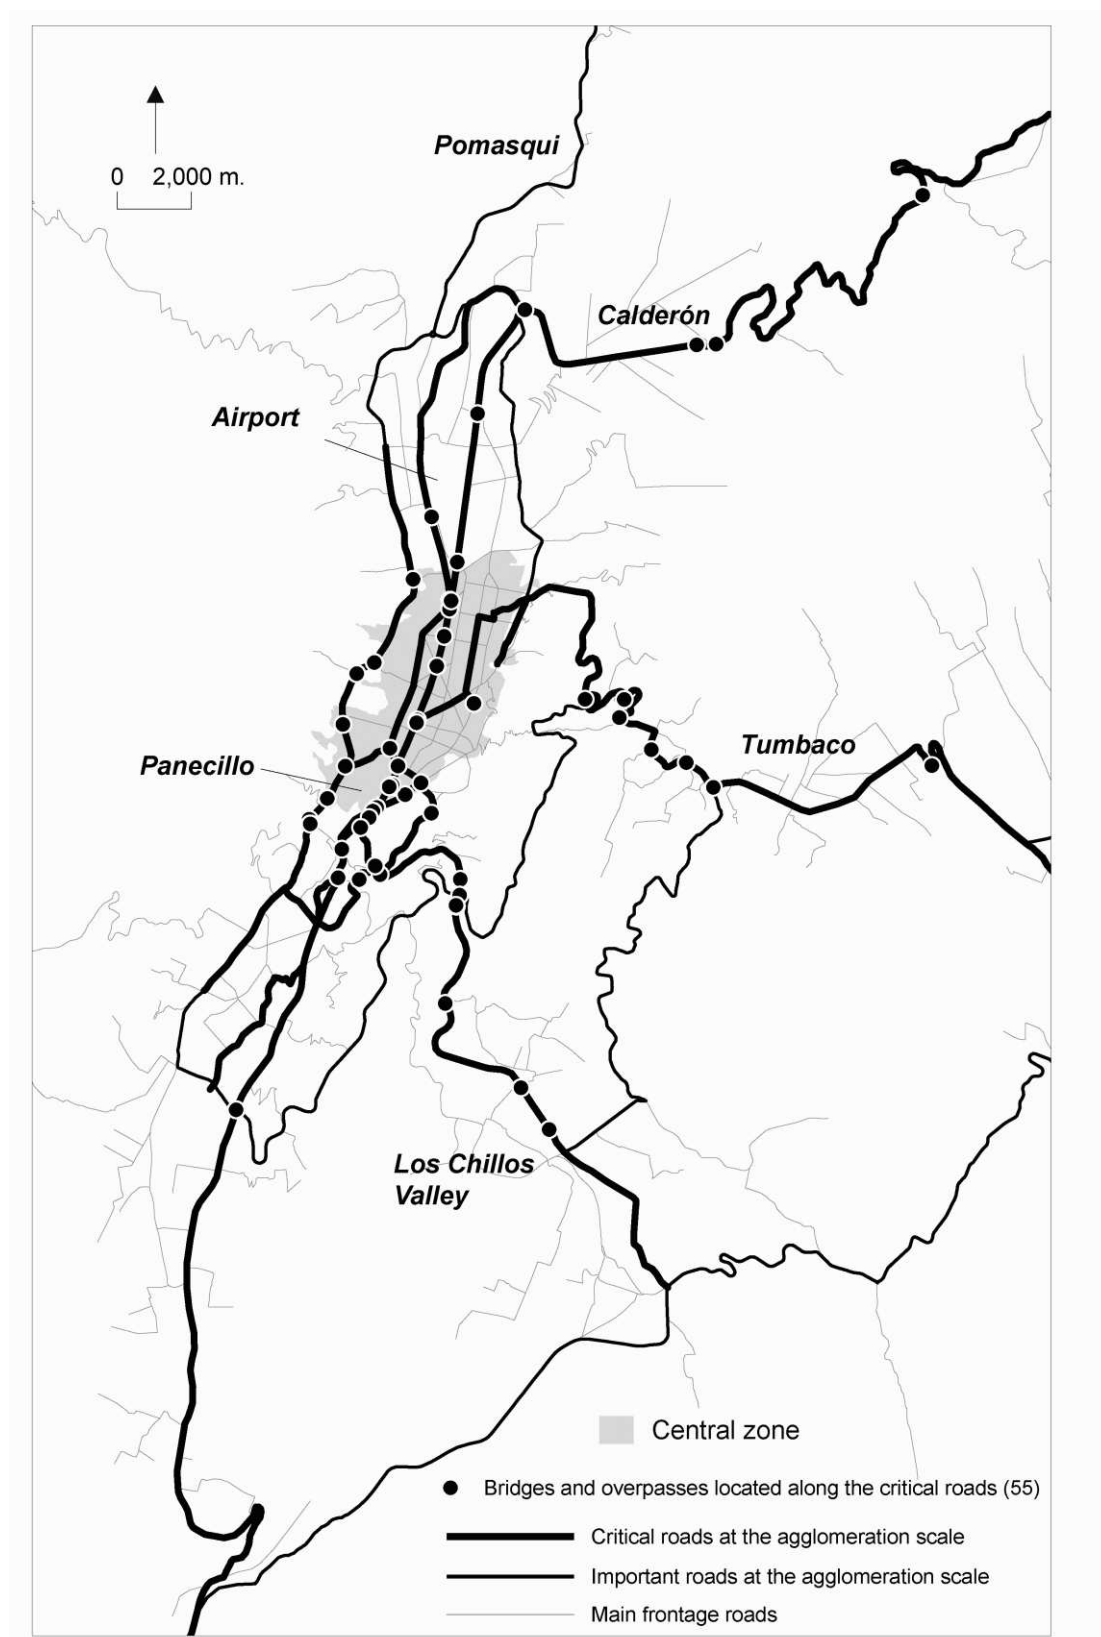 Pomasqui
0 2,000 m.
Calderón
Airport
Tumbaco
Panecillo
Los Chillos
Valley
Central zone
Bridges and overpasses located along the critical roads (55)
Critical roads at the agglomeration scale
Important roads at the agglomeration scale
Main frontage roads